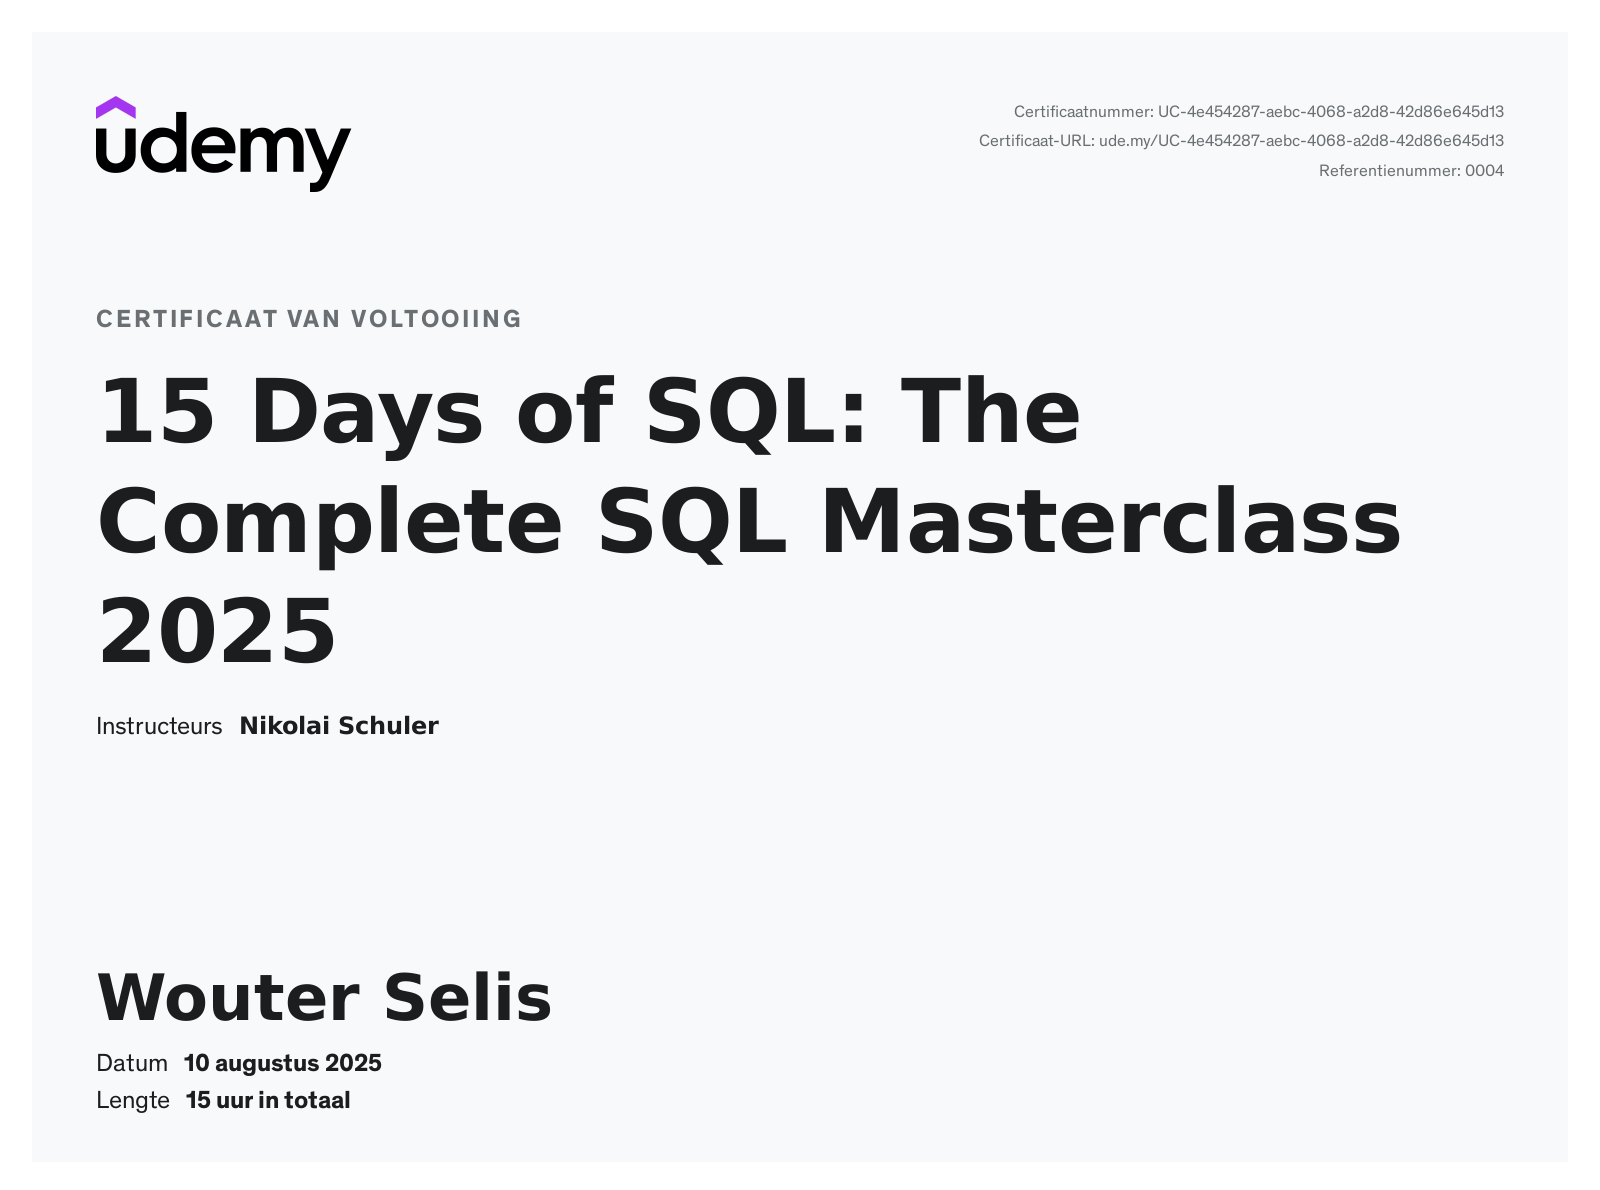 udemy
Certificaatnummer: UC-4e454287-aebc-4068-a2d8-42d86e645d13
Certificaat-URL: ude.my/UC-4e454287-aebc-4068-a2d8-42d86e645d13
Referentienummer: 0004
CERTIFICAAT VAN VOLTOOIING
15 Days of SQL: The
Complete SQL Masterclass
2025
Instructeurs Nikolai Schuler
Wouter Selis
Datum 10 augustus 2025
Lengte 15 uur in totaal